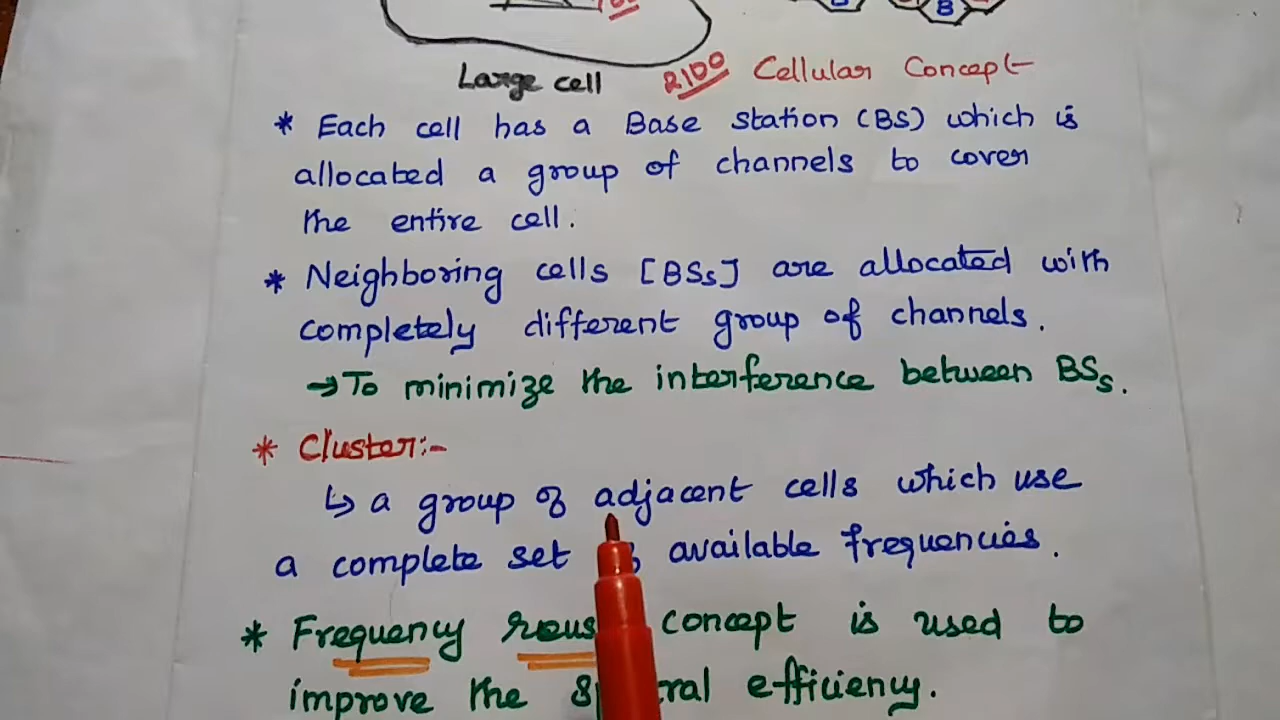 B B
Large cell 2100 Cellular Concept-
* Each cell has a Base Station (BS) which is
allocated a group of channels to cover
the entire cell.
* Neighboring cells [BSs] are allocated with
completely different group of channels.
→ To minimize the interference between BSs.
* Cluster:-
↳ a group of adjacent cells which use
a complete set available frequencies.
* Frequency concept is used to
improve the efficiency.